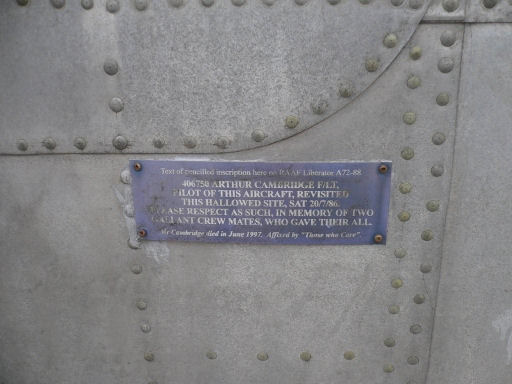 Text of pencilled inscription here on RAAF Liberator A72-88
406750 ARTHUR CAMBRIDGE F/LT,
PILOT OF THIS AIRCRAFT, REVISITED
THIS HALLOWED SITE, SAT 20/7/86.
PLEASE RESPECT AS SUCH, IN MEMORY OF TWO
GALLANT CREW MATES, WHO GAVE THEIR ALL.
Mr Cambridge died in June 1997. Affixed by "Those who Care".